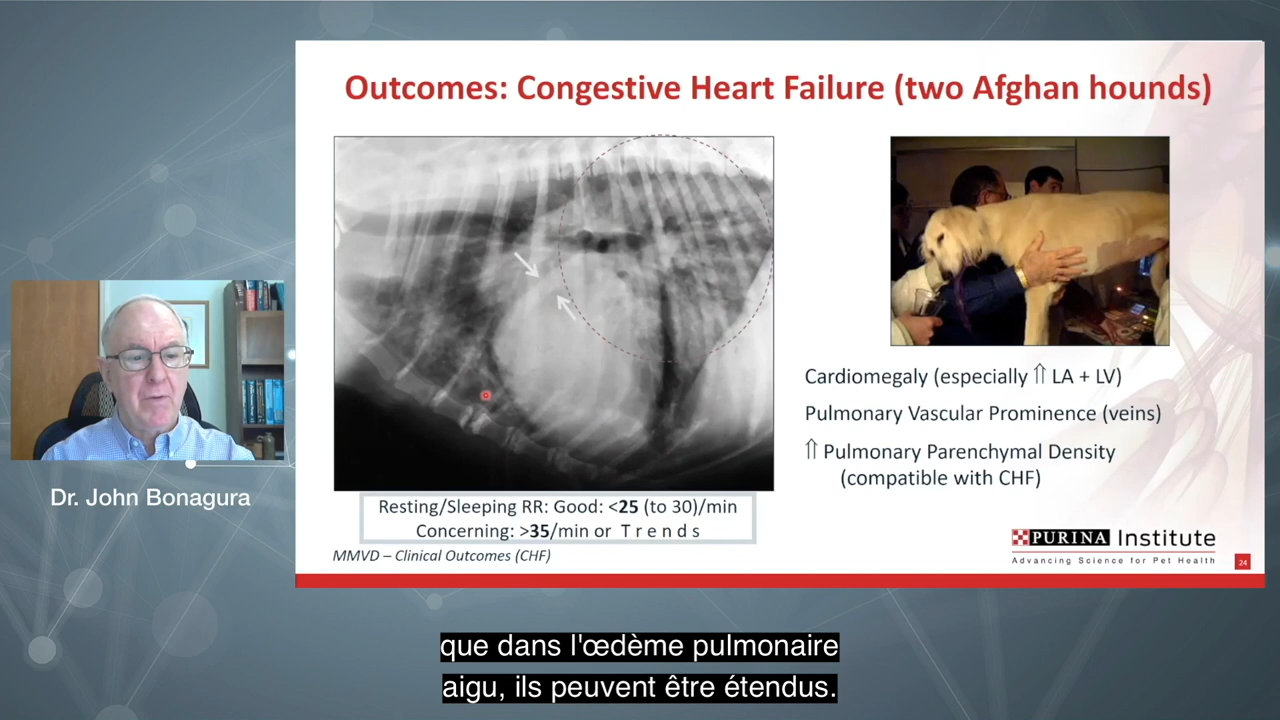 Outcomes: Congestive Heart Failure (two Afghan hounds)
Cardiomegaly (especially ⇑ LA + LV)
Pulmonary Vascular Prominence (veins)
⇑ Pulmonary Parenchymal Density
(compatible with CHF)
Resting/Sleeping RR: Good: <25 (to 30)/min
Concerning: >35/min or T r e n d s
MMVD – Clinical Outcomes (CHF)
PURINA Institute
Advancing Science for Pet Health
24
Dr. John Bonagura
que dans l'œdème pulmonaire
aigu, ils peuvent être étendus.